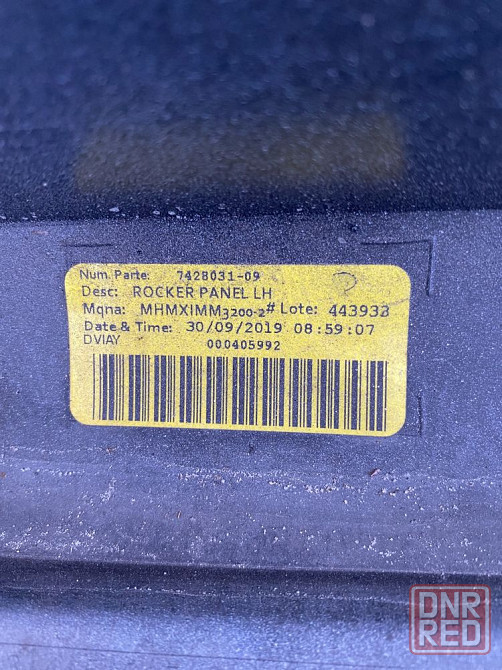 Num. Parte: 7428031-09
Desc: ROCKER PANEL LH
Mqna: MHMXIMM3200-2# Lote: 443933
Date & Time: 30/09/2019 08:59:07
DVIAY 000405992
DNR
RED